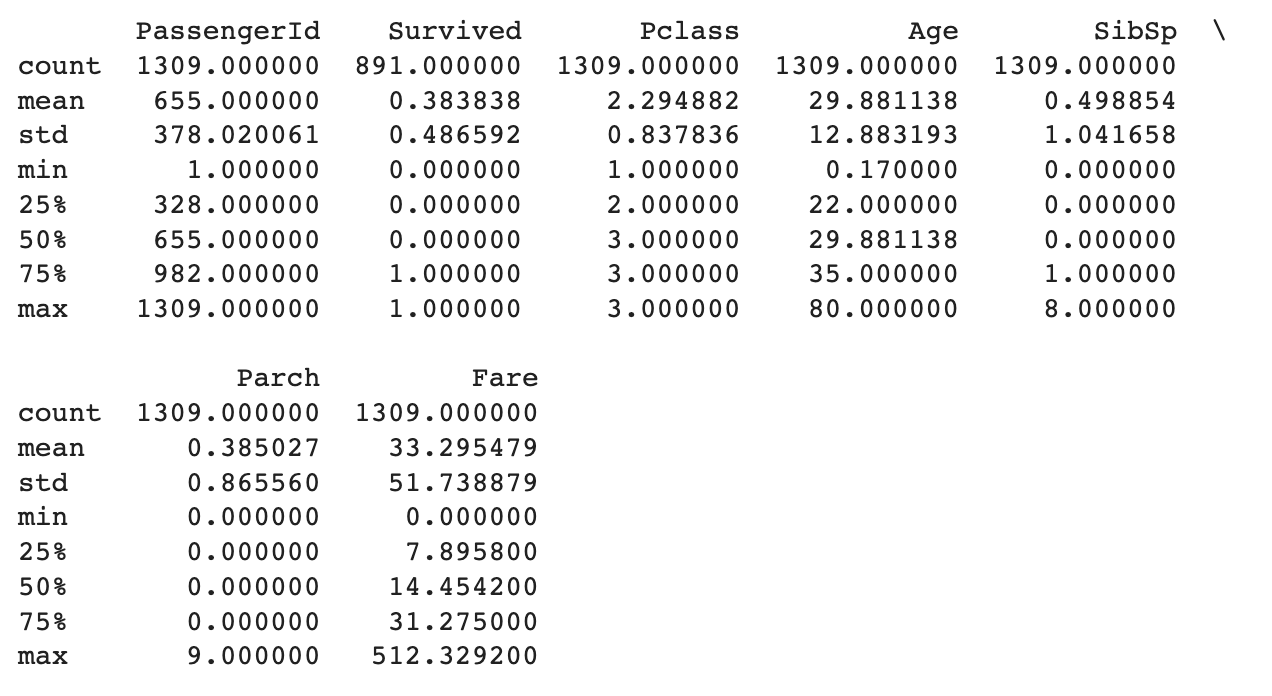 PassengerId    Survived       Pclass          Age        SibSp  \
count  1309.000000  891.000000  1309.000000  1309.000000  1309.000000
mean    655.000000    0.383838     2.294882    29.881138     0.498854
std     378.020061    0.486592     0.837836    12.883193     1.041658
min       1.000000    0.000000     1.000000     0.170000     0.000000
25%     328.000000    0.000000     2.000000    22.000000     0.000000
50%     655.000000    0.000000     3.000000    29.881138     0.000000
75%     982.000000    1.000000     3.000000    35.000000     1.000000
max    1309.000000    1.000000     3.000000    80.000000     8.000000

             Parch         Fare
count  1309.000000  1309.000000
mean      0.385027    33.295479
std       0.865560    51.738879
min       0.000000     0.000000
25%       0.000000     7.895800
50%       0.000000    14.454200
75%       0.000000    31.275000
max       9.000000   512.329200